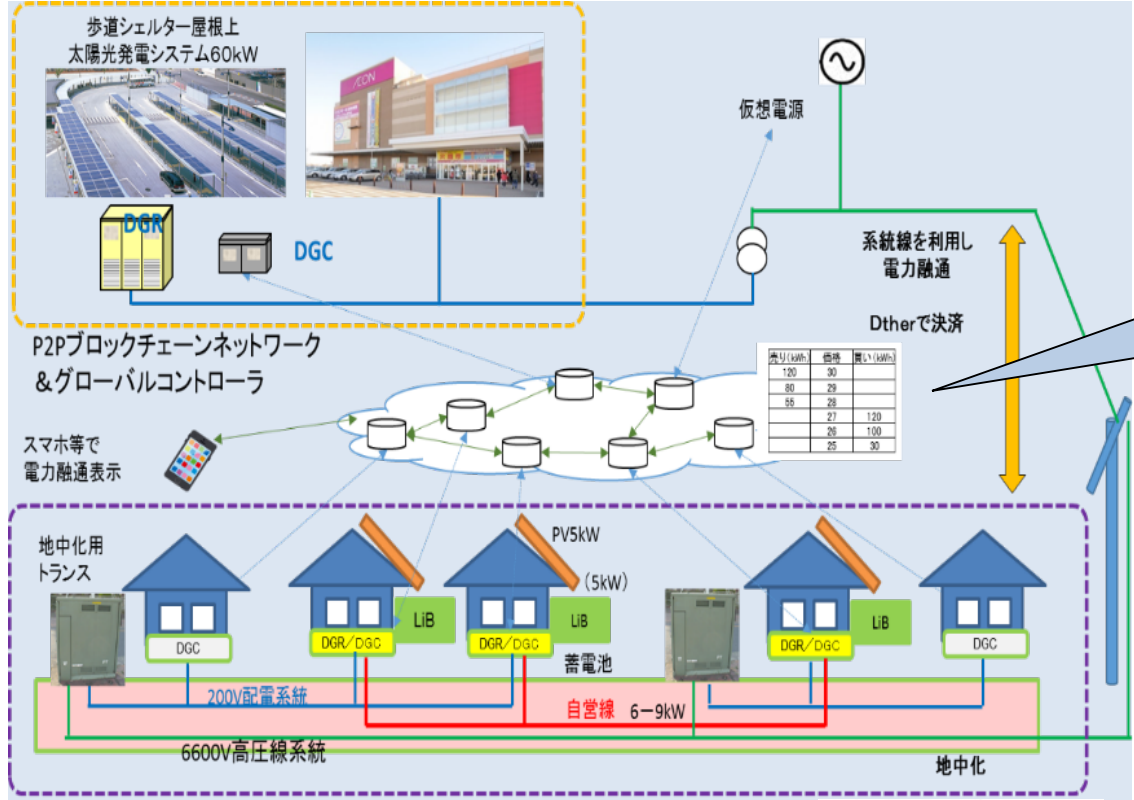 歩道シェルター屋根上
太陽光発電システム60kW
ÆON
DGR
DGC
仮想電源
系統線を利用し
電力融通
Dtherで決済
P2Pブロックチェーンネットワーク
&グローバルコントローラ
売り(kWh) 価格 買い(kWh)
120 30
80 29
55 28
27 120
26 100
25 30
スマホ等で
電力融通表示
地中化用
トランス
PV5kW
(5kW)
LiB
LiB
LiB
DGC
DGR/DGC
DGR/DGC
DGR/DGC
DGC
蓄電池
200V配電系統
自営線 6-9kW
6600V高圧線系統
地中化